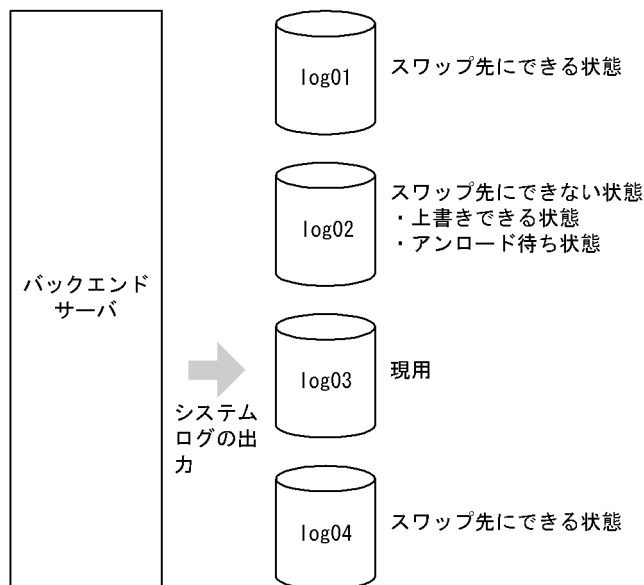 log01
スワップ先にできる状態
log02
スワップ先にできない状態
・上書きできる状態
・アンロード待ち状態
バックエンド
サーバ
log03
現用
システム
ログの出
力
log04
スワップ先にできる状態